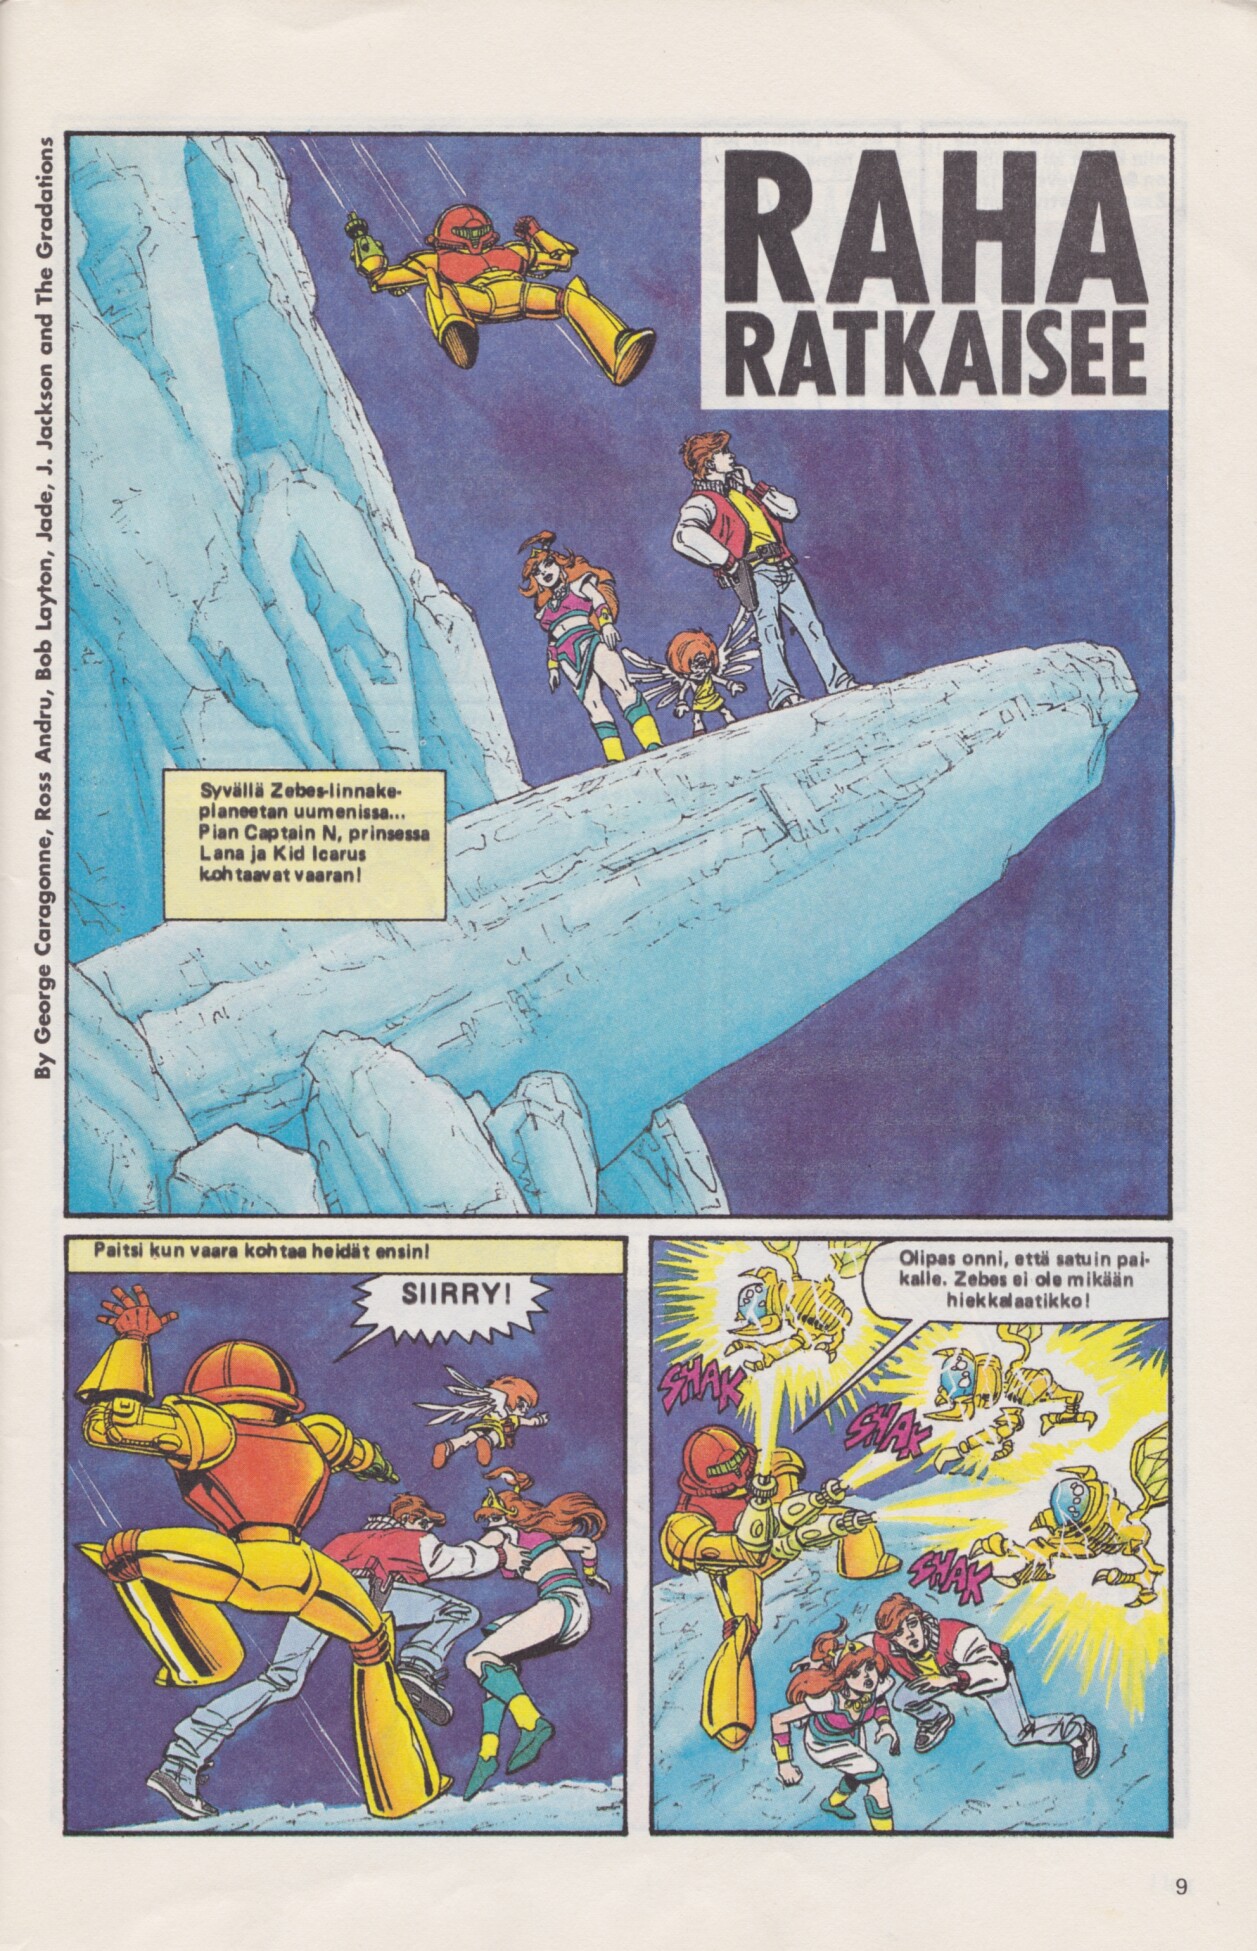 By George Caragonne, Ross Andru, Bob Layton, Jade, J. Jackson and The Gradations
RAHA
RATKAISEE
Syvällä Zebes-linnake-
planeetan uumenissa...
Pian Captain N, prinsessa
Lana ja Kid Icarus
kohtaavat vaaran!
Paitsi kun vaara kohtaa heidät ensin!
SIIRRY!
Olipas onni, että satuin pai-
kalle. Zebes ei ole mikään
hiekkalaatikko!
SHAK
SHAK
SHAK
9